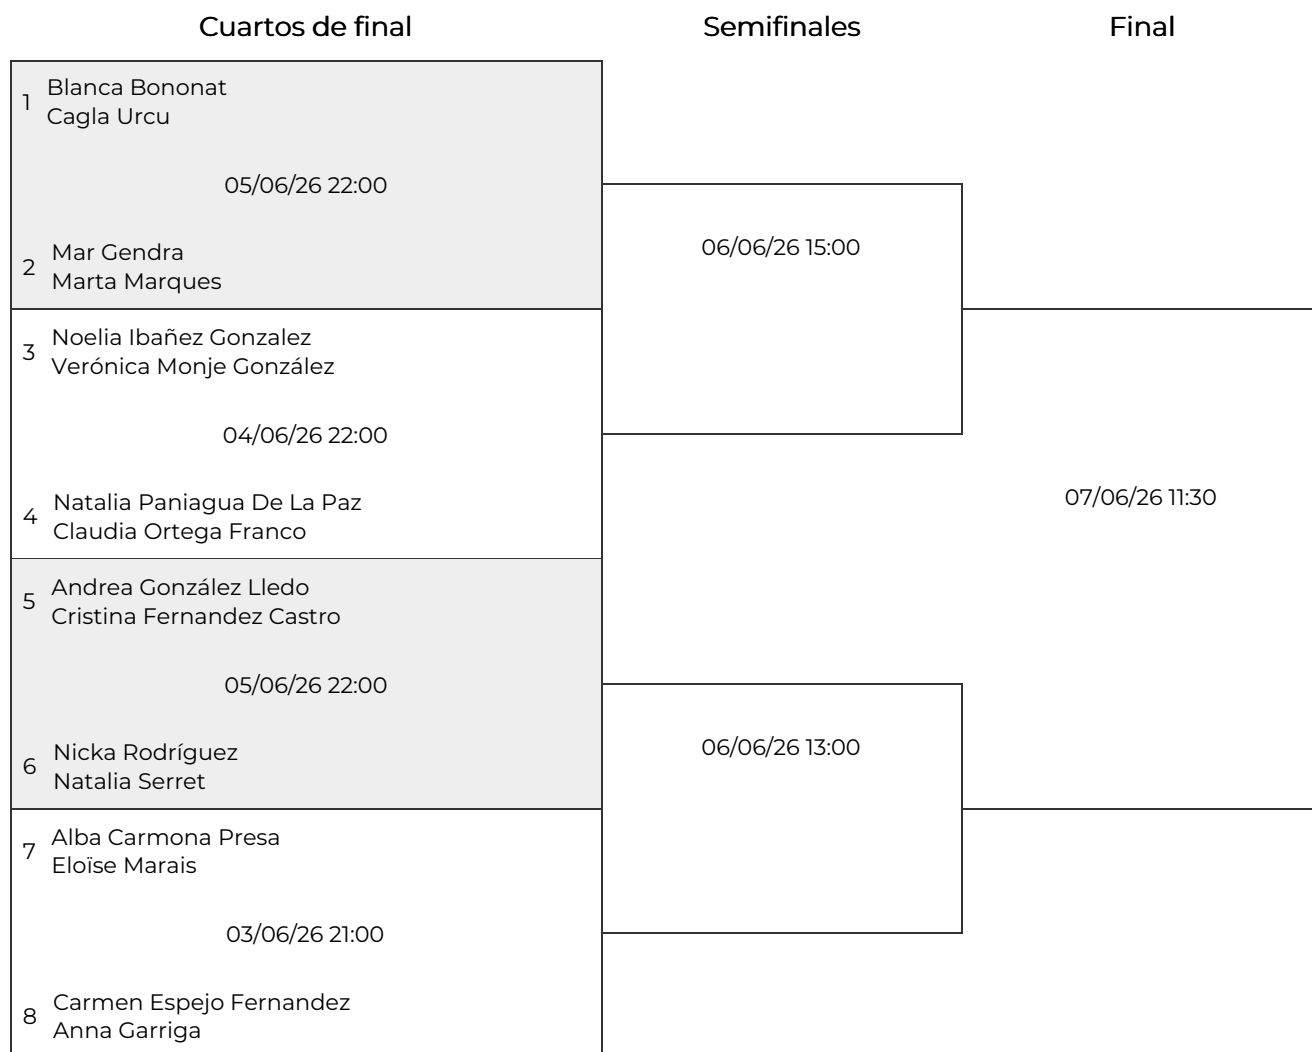 Cuartos de final
Semifinales
Final
1
Blanca Bononat
Cagla Urcu
05/06/26 22:00
2
Mar Gendra
Marta Marques
3
Noelia Ibañez Gonzalez
Verónica Monje González
04/06/26 22:00
4
Natalia Paniagua De La Paz
Claudia Ortega Franco
5
Andrea González Lledo
Cristina Fernandez Castro
05/06/26 22:00
6
Nicka Rodríguez
Natalia Serret
7
Alba Carmona Presa
Eloïse Marais
03/06/26 21:00
8
Carmen Espejo Fernandez
Anna Garriga
06/06/26 15:00
06/06/26 13:00
07/06/26 11:30